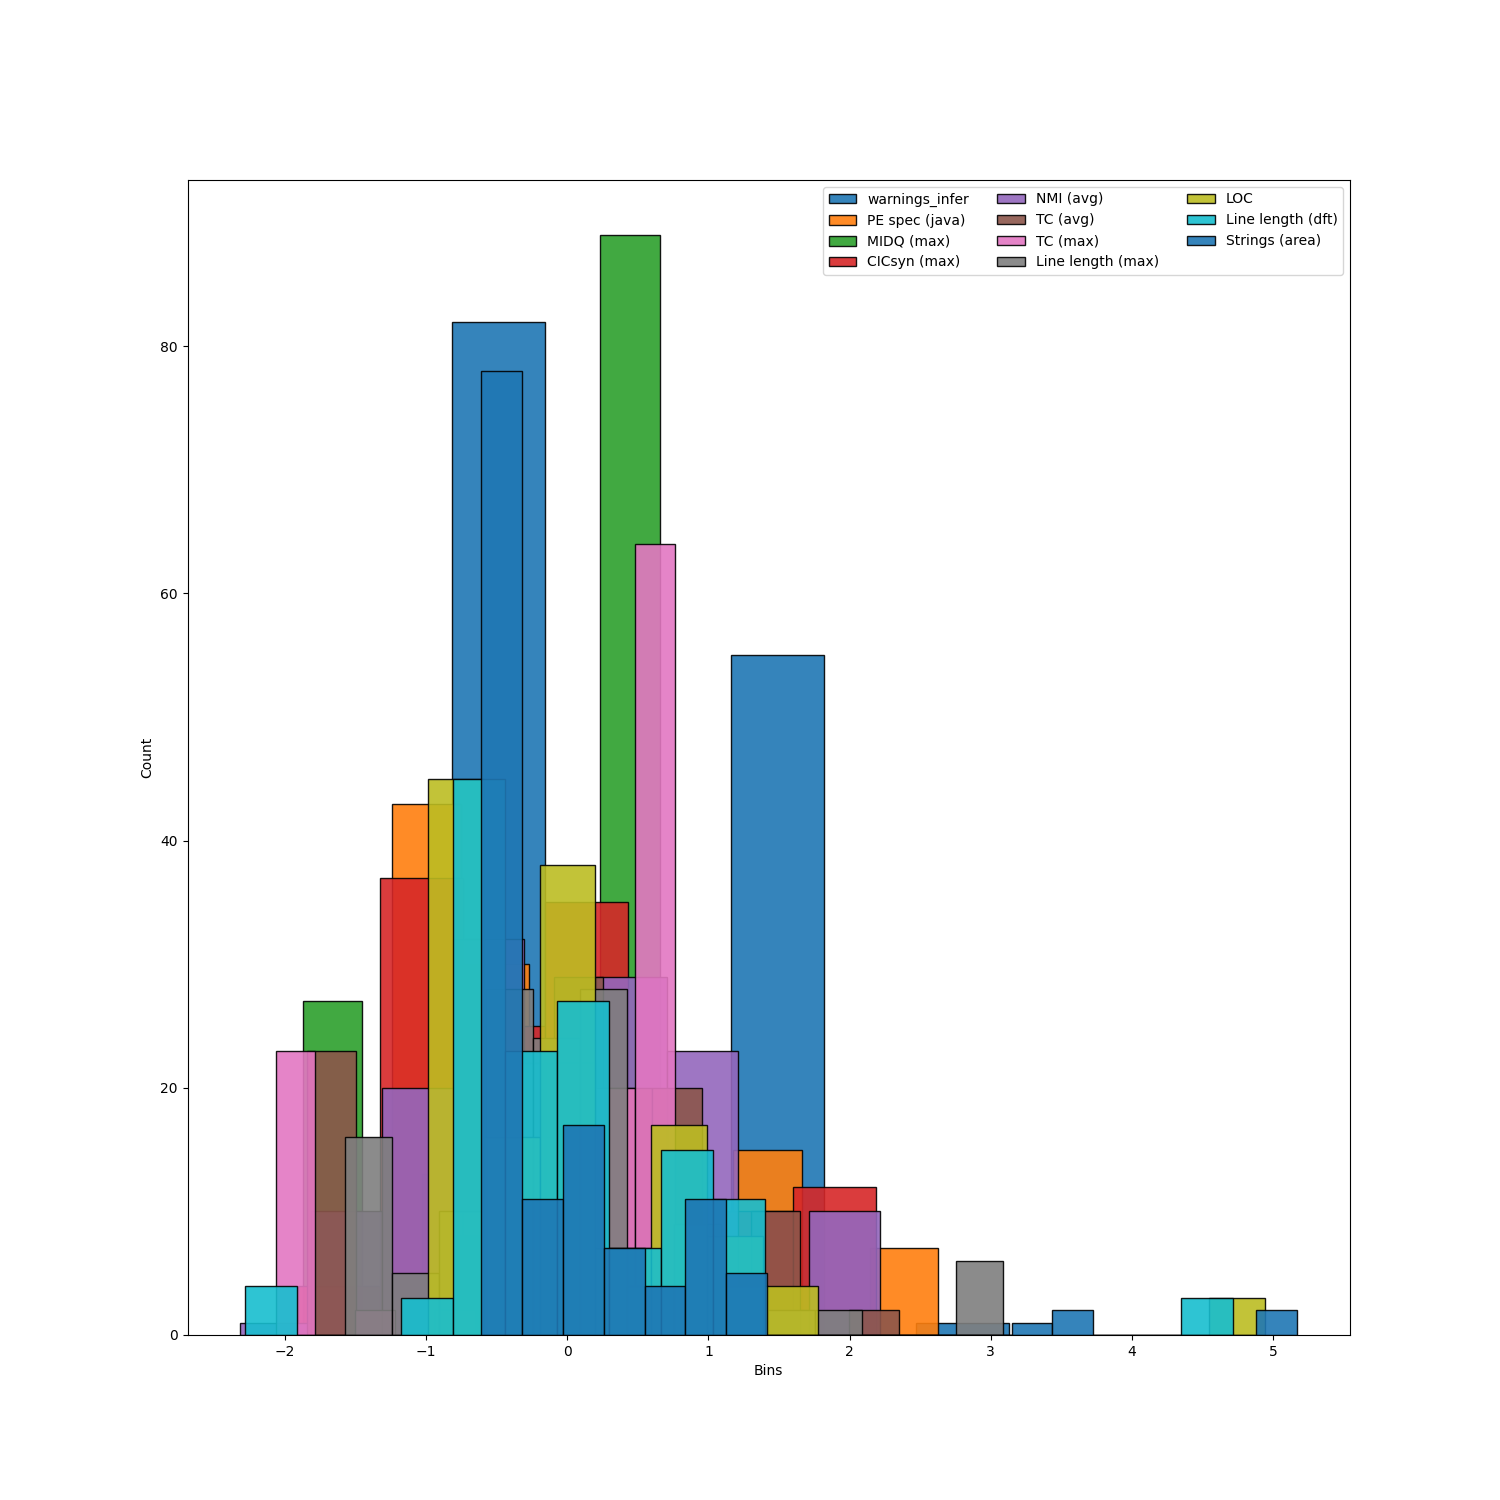 warnings_infer
PE spec (java)
MIDQ (max)
CICsyn (max)
NMI (avg)
TC (avg)
TC (max)
Line length (max)
LOC
Line length (dft)
Strings (area)
80
60
40
20
0
Count
−2 −1 0 1 2 3 4 5
Bins